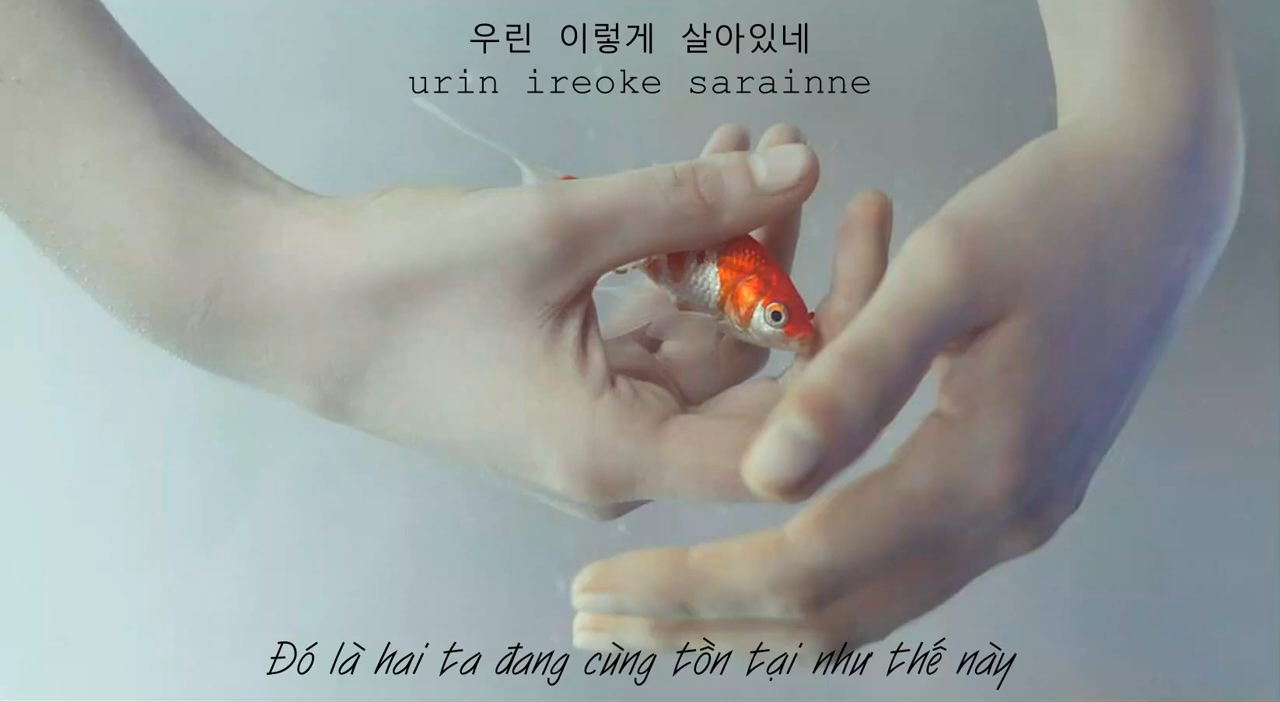 우린 이렇게 살아있네
urin ireoke sarainne
Đó là hai ta đang cùng tồn tại như thế này